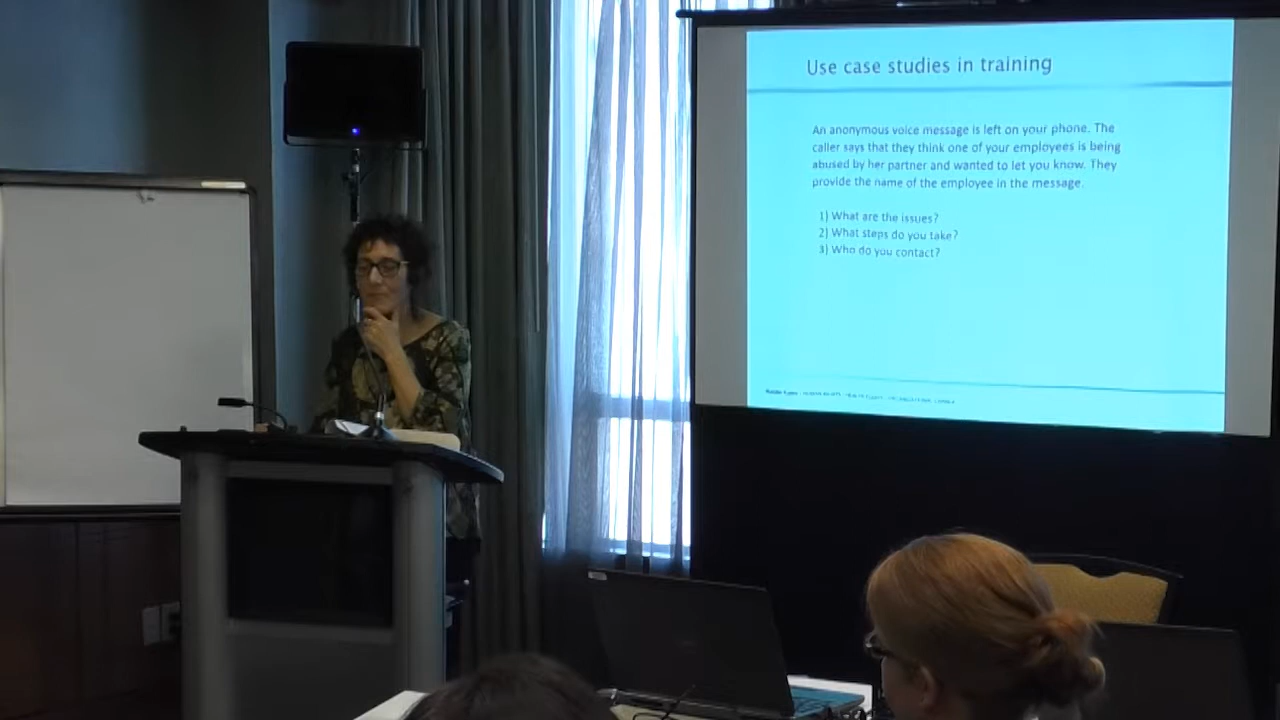 Use case studies in training
An anonymous voice message is left on your phone. The
caller says that they think one of your employees is being
abused by her partner and wanted to let you know. They
provide the name of the employee in the message.
1) What are the issues?
2) What steps do you take?
3) Who do you contact?